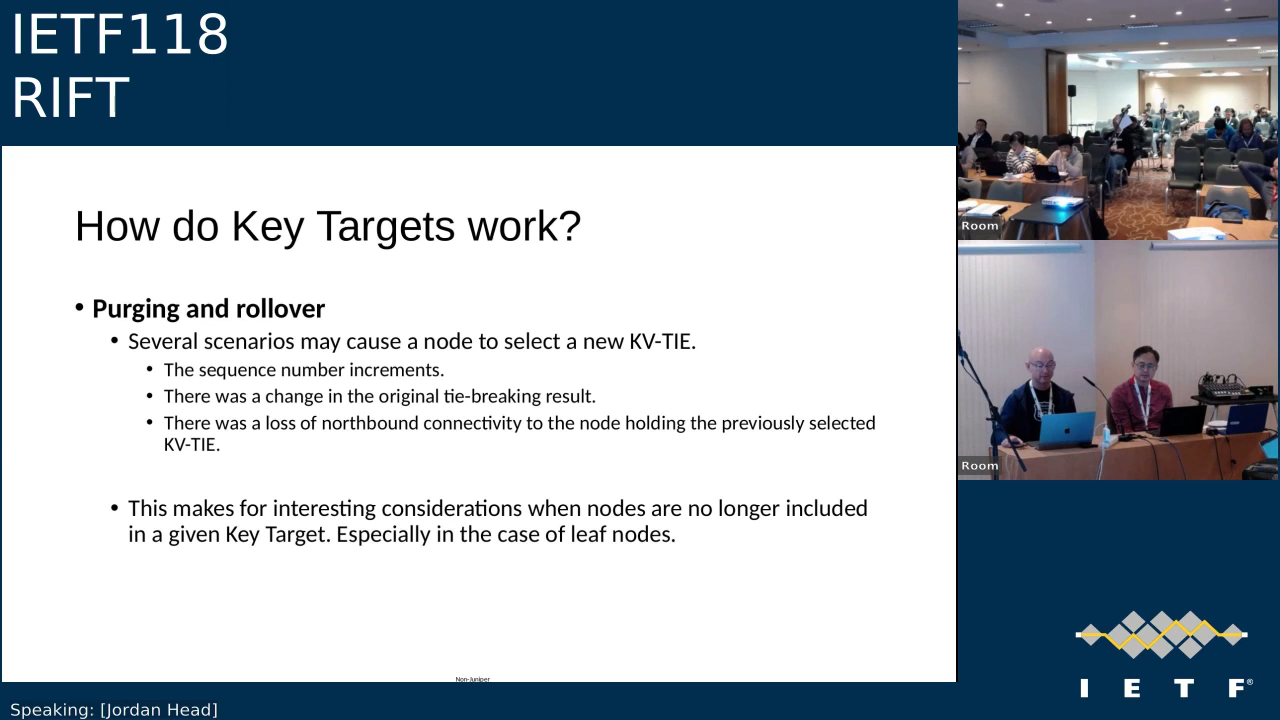 IETF118
RIFT
How do Key Targets work?
• Purging and rollover
• Several scenarios may cause a node to select a new KV-TIE.
• The sequence number increments.
• There was a change in the original tie-breaking result.
• There was a loss of northbound connectivity to the node holding the previously selected
KV-TIE.
• This makes for interesting considerations when nodes are no longer included
in a given Key Target. Especially in the case of leaf nodes.
Non-Juniper
Speaking: [Jordan Head]
Room
Room
I E T F®